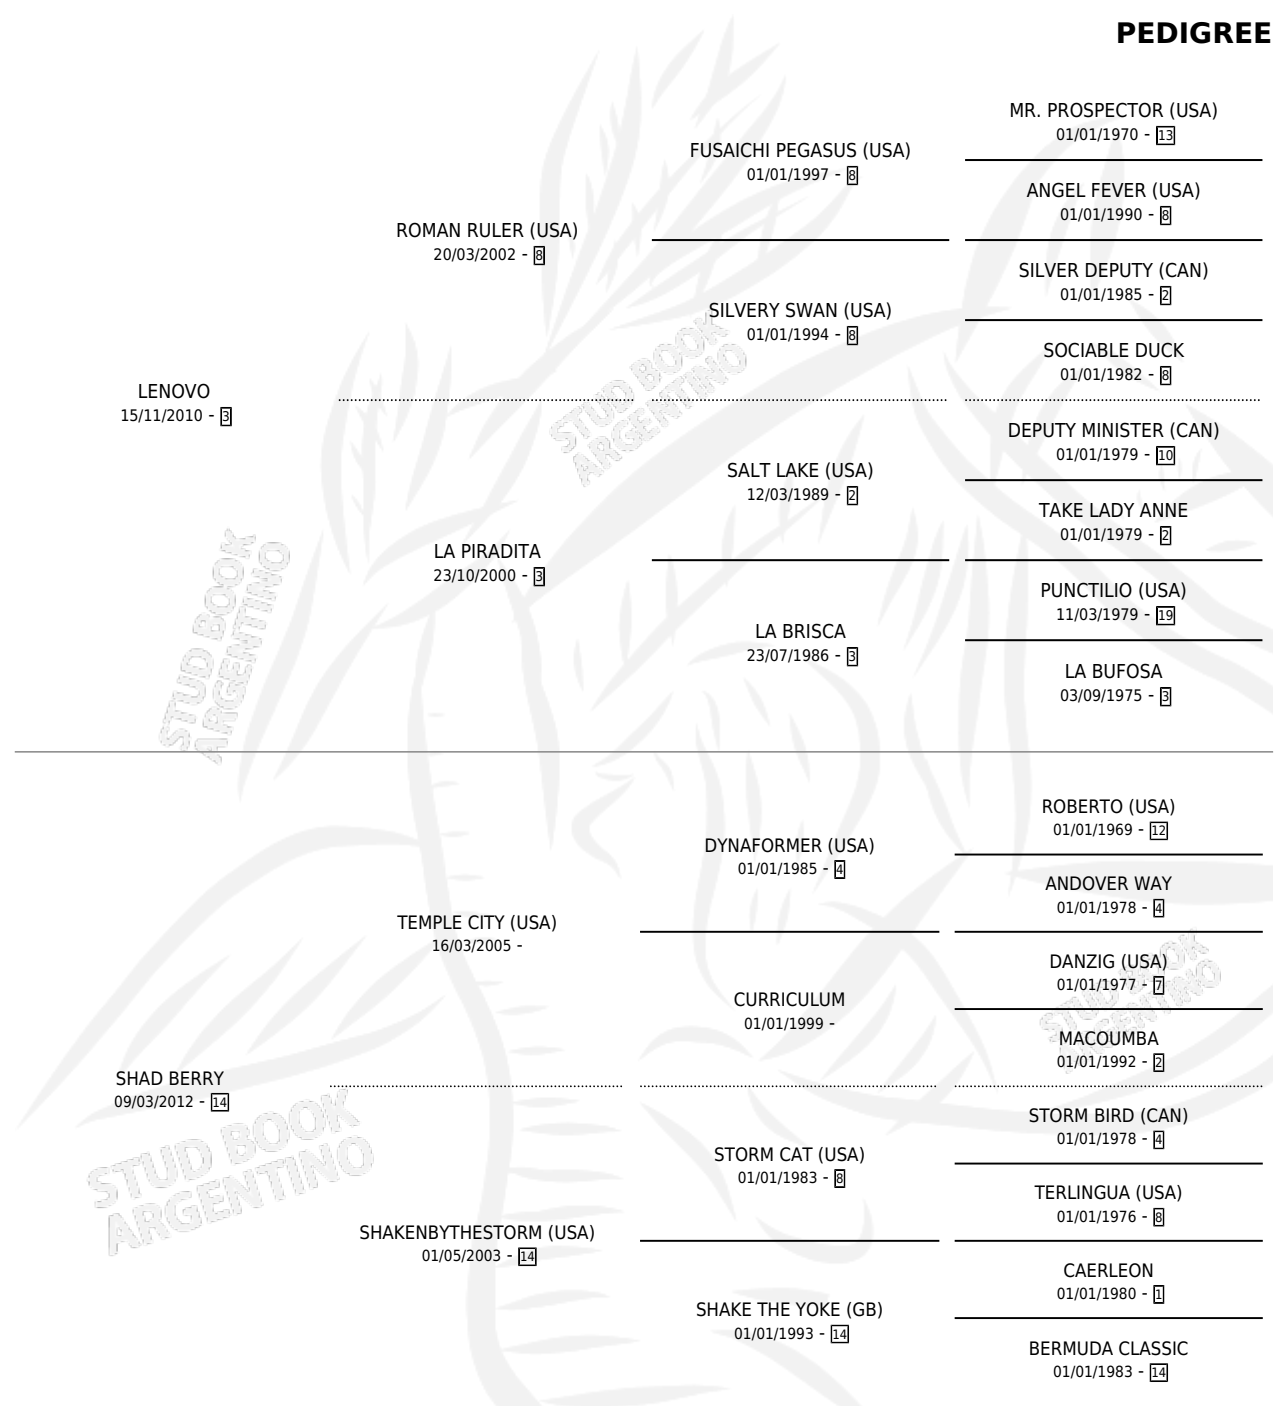 PEDIGREE
MR. PROSPECTOR (USA)
01/01/1970 - 13
FUSAICHI PEGASUS (USA)
01/01/1997 - 8
ANGEL FEVER (USA)
01/01/1990 - 8
ROMAN RULER (USA)
20/03/2002 - 8
SILVER DEPUTY (CAN)
01/01/1985 - 2
SILVERY SWAN (USA)
01/01/1994 - 8
SOCIABLE DUCK
01/01/1982 - 8
LENOVO
15/11/2010 - 3
DEPUTY MINISTER (CAN)
01/01/1979 - 10
SALT LAKE (USA)
12/03/1989 - 2
TAKE LADY ANNE
01/01/1979 - 2
LA PIRADITA
23/10/2000 - 3
PUNCTILIO (USA)
11/03/1979 - 19
LA BRISCA
23/07/1986 - 3
LA BUFOSA
03/09/1975 - 3
ROBERTO (USA)
01/01/1969 - 12
DYNAFORMER (USA)
01/01/1985 - 4
ANDOVER WAY
01/01/1978 - 4
TEMPLE CITY (USA)
16/03/2005 -
DANZIG (USA)
01/01/1977 - 7
CURRICULUM
01/01/1999 -
MACOUMBA
01/01/1992 - 2
SHAD BERRY
09/03/2012 - 14
STORM BIRD (CAN)
01/01/1978 - 4
STORM CAT (USA)
01/01/1983 - 8
TERLINGUA (USA)
01/01/1976 - 8
SHAKENBYTHESTORM (USA)
01/05/2003 - 14
CAERLEON
01/01/1980 - 1
SHAKE THE YOKE (GB)
01/01/1993 - 14
BERMUDA CLASSIC
01/01/1983 - 14
STUD BOOK
ARGENTINO
STUD BOOK
ARGENTINO
STUD BOOK
ARGENTINO
STUD BOOK
ARGENTINO